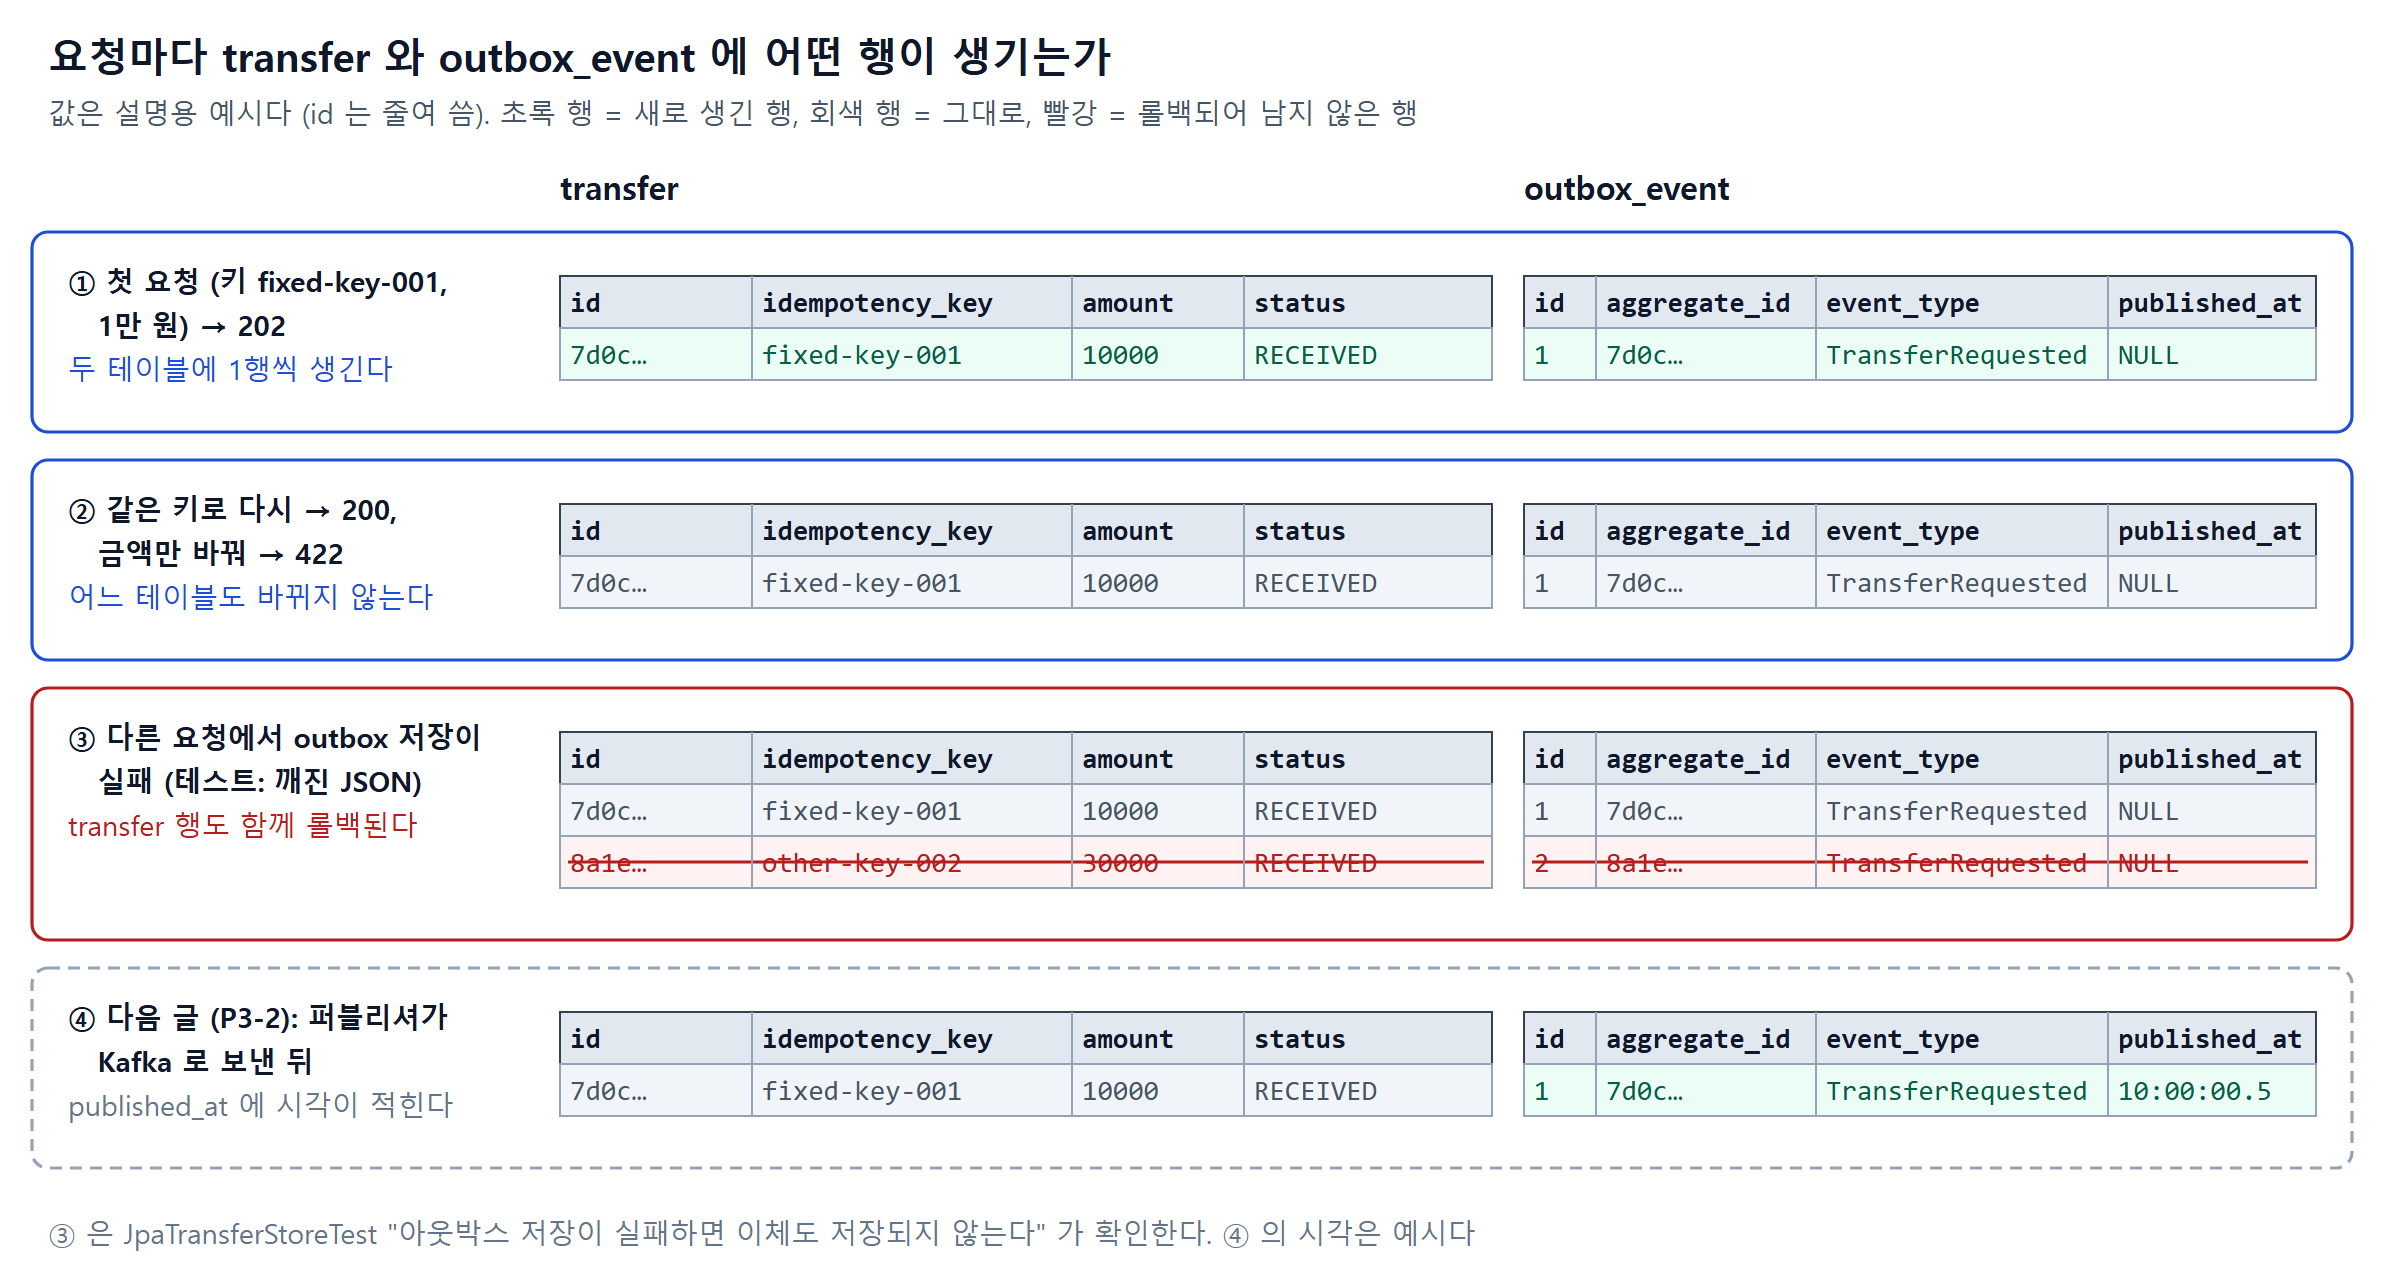 요청마다 transfer 와 outbox_event 에 어떤 행이 생기는가
값은 설명용 예시다 (id 는 줄여 씀). 초록 행 = 새로 생긴 행, 회색 행 = 그대로, 빨강 = 롤백되어 남지 않은 행
transfer
outbox_event
① 첫 요청 (키 fixed-key-001,
1만 원) → 202
두 테이블에 1행씩 생긴다
id idempotency_key amount status
7d0c… fixed-key-001 10000 RECEIVED
id aggregate_id event_type published_at
1 7d0c… TransferRequested NULL
② 같은 키로 다시 → 200,
금액만 바꿔 → 422
어느 테이블도 바뀌지 않는다
id idempotency_key amount status
7d0c… fixed-key-001 10000 RECEIVED
id aggregate_id event_type published_at
1 7d0c… TransferRequested NULL
③ 다른 요청에서 outbox 저장이
실패 (테스트: 깨진 JSON)
transfer 행도 함께 롤백된다
id idempotency_key amount status
7d0c… fixed-key-001 10000 RECEIVED
8a1e… other-key-002 30000 RECEIVED
id aggregate_id event_type published_at
1 7d0c… TransferRequested NULL
2 8a1e… TransferRequested NULL
④ 다음 글 (P3-2): 퍼블리셔가
Kafka 로 보낸 뒤
published_at 에 시각이 적힌다
id idempotency_key amount status
7d0c… fixed-key-001 10000 RECEIVED
id aggregate_id event_type published_at
1 7d0c… TransferRequested 10:00:00.5
③ 은 JpaTransferStoreTest "아웃박스 저장이 실패하면 이체도 저장되지 않는다" 가 확인한다. ④ 의 시각은 예시다